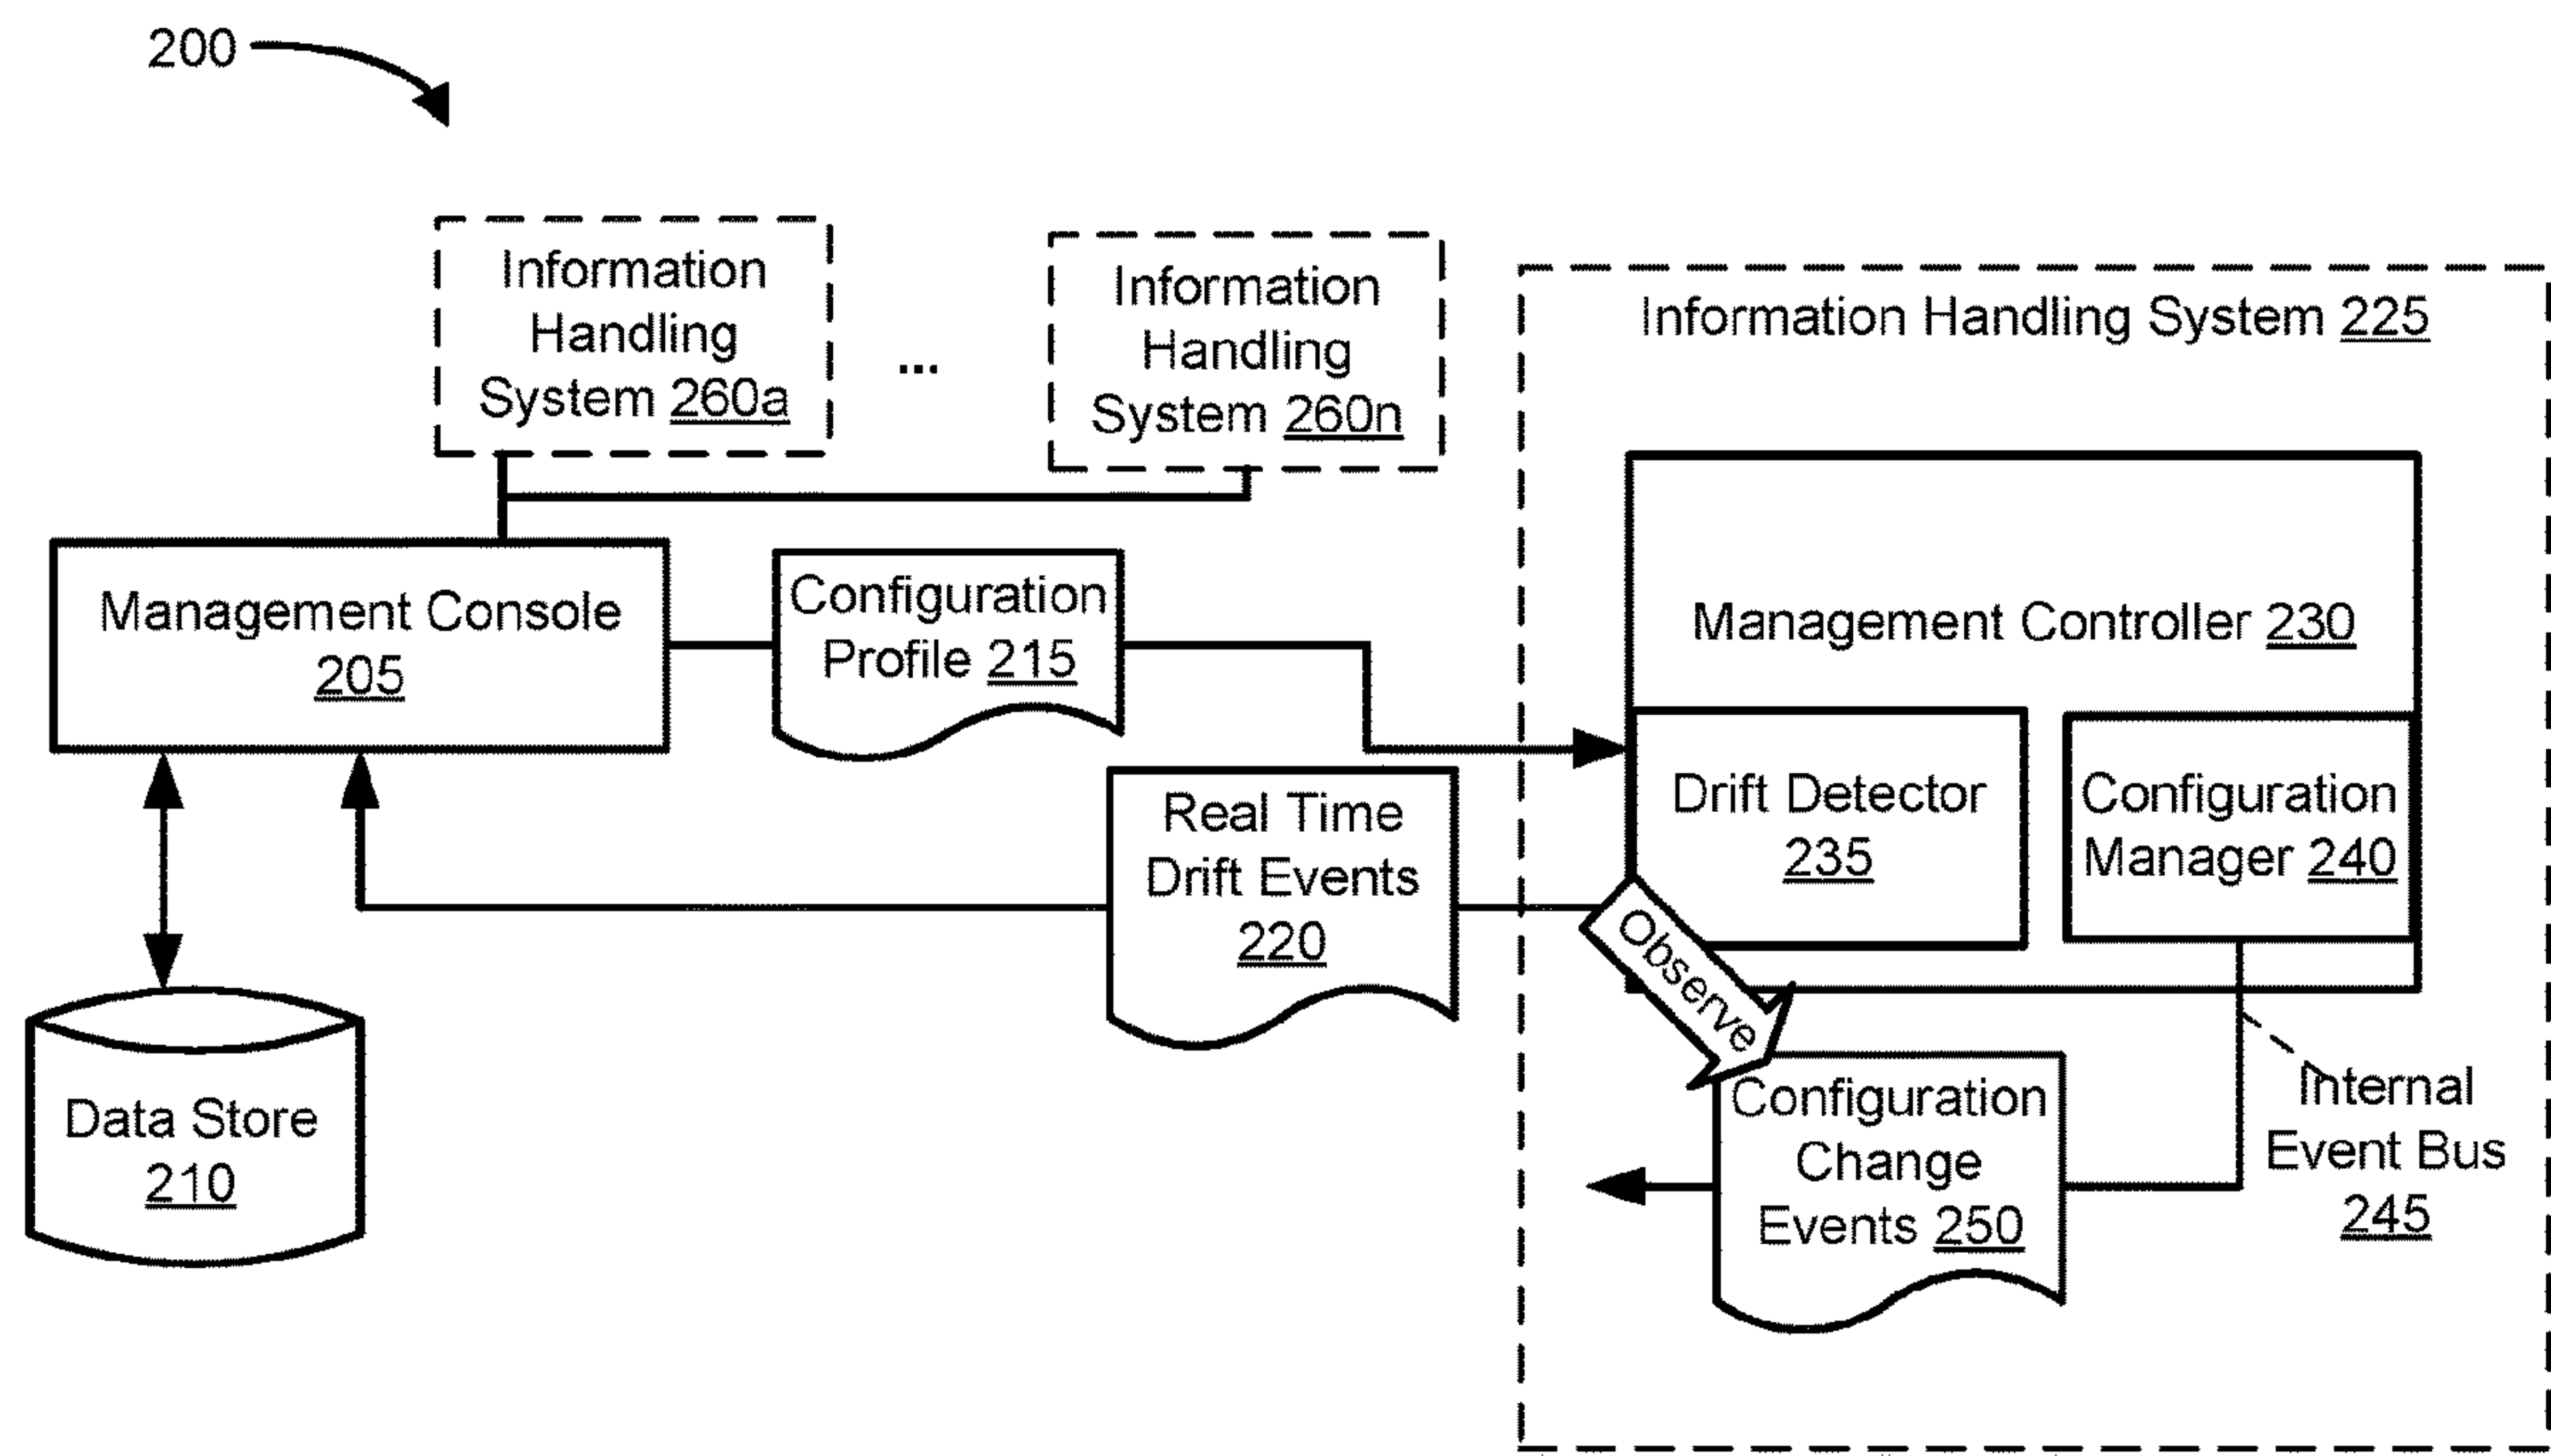 200
Information
Handling
System 260a
...
Information
Handling
System 260n
Information Handling System 225
Management Console
205
Configuration
Profile 215
Management Controller 230
Real Time
Drift Events
220
Drift Detector
235
Configuration
Manager 240
Observe
Data Store
210
Configuration
Change
Events 250
Internal
Event Bus
245